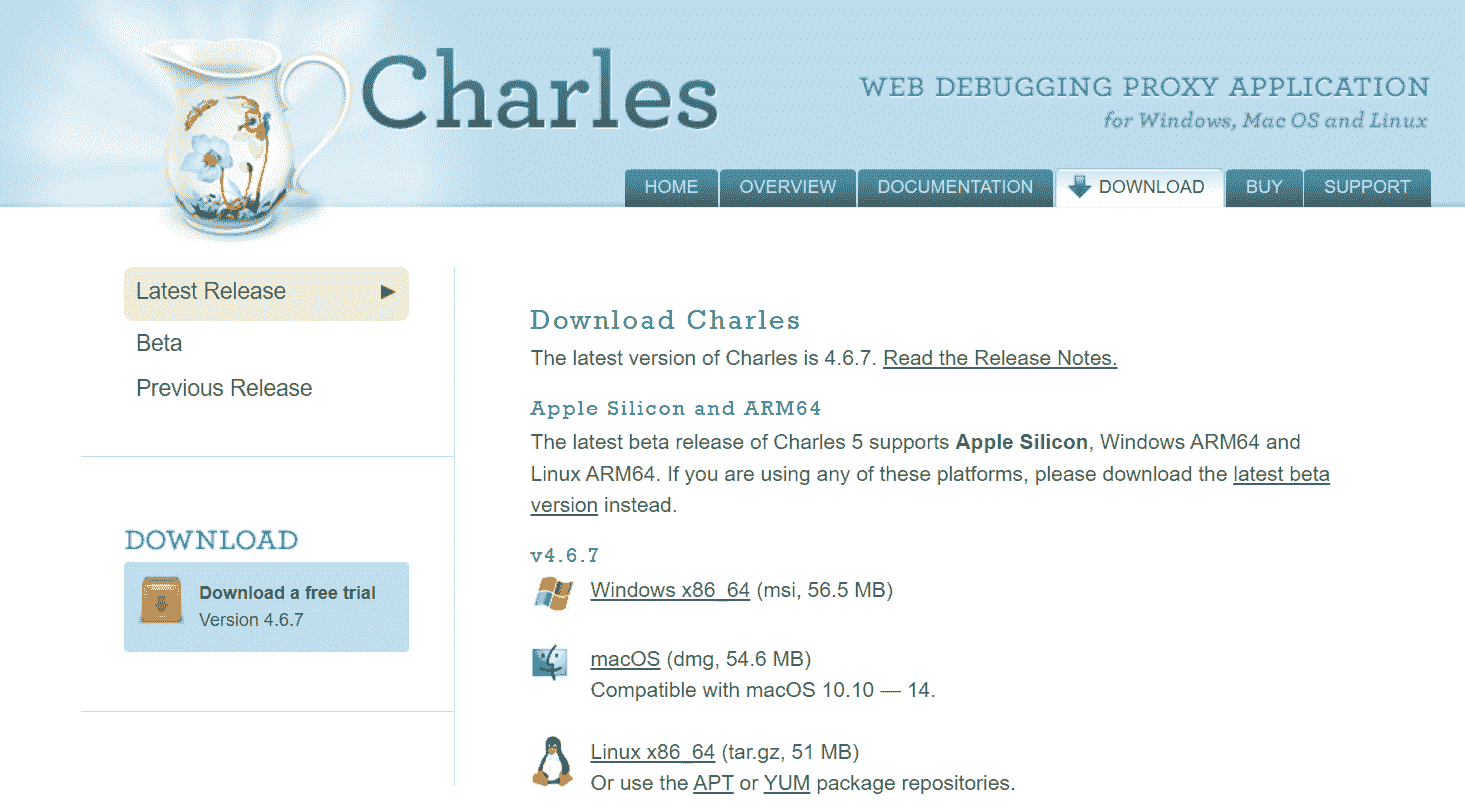 Charles
WEB DEBUGGING PROXY APPLICATION
for Windows, Mac OS and Linux
HOME
OVERVIEW
DOCUMENTATION
DOWNLOAD
BUY
SUPPORT
Latest Release
Beta
Previous Release
DOWNLOAD
Download a free trial
Version 4.6.7
Download Charles
The latest version of Charles is 4.6.7. Read the Release Notes.
Apple Silicon and ARM64
The latest beta release of Charles 5 supports Apple Silicon, Windows ARM64 and
Linux ARM64. If you are using any of these platforms, please download the latest beta
version instead.
v4.6.7
Windows x86_64 (msi, 56.5 MB)
macOS (dmg, 54.6 MB)
Compatible with macOS 10.10 — 14.
Linux x86_64 (tar.gz, 51 MB)
Or use the APT or YUM package repositories.